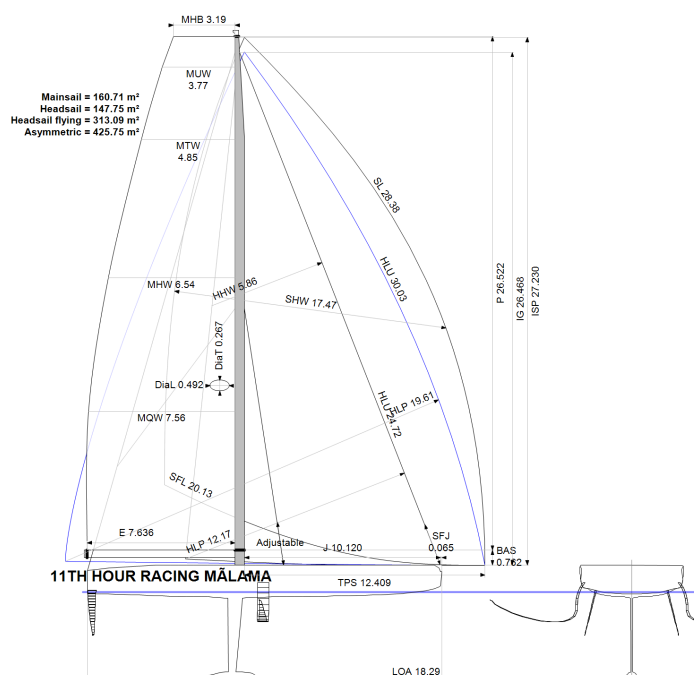 MHB 3.19
MUW
3.77
Mainsail = 160.71 m²
Headsail = 147.75 m²
Headsail flying = 313.09 m²
Asymmetric = 425.75 m²
MTW
4.85
SL 28.38
P 26.522
IG 26.468
ISP 27.230
HLU 30.03
MHW 6.54
HHW 5.86
SHW 17.47
DiaT 0.267
DiaL 0.492
HLU 24.72
HLP 19.61
MQW 7.56
SFL 20.13
E 7.636
HLP 12.17
Adjustable
J 10.120
SFJ
0.065
BAS
0.762
11TH HOUR RACING MÃLAMA
TPS 12.409
LOA 18.29